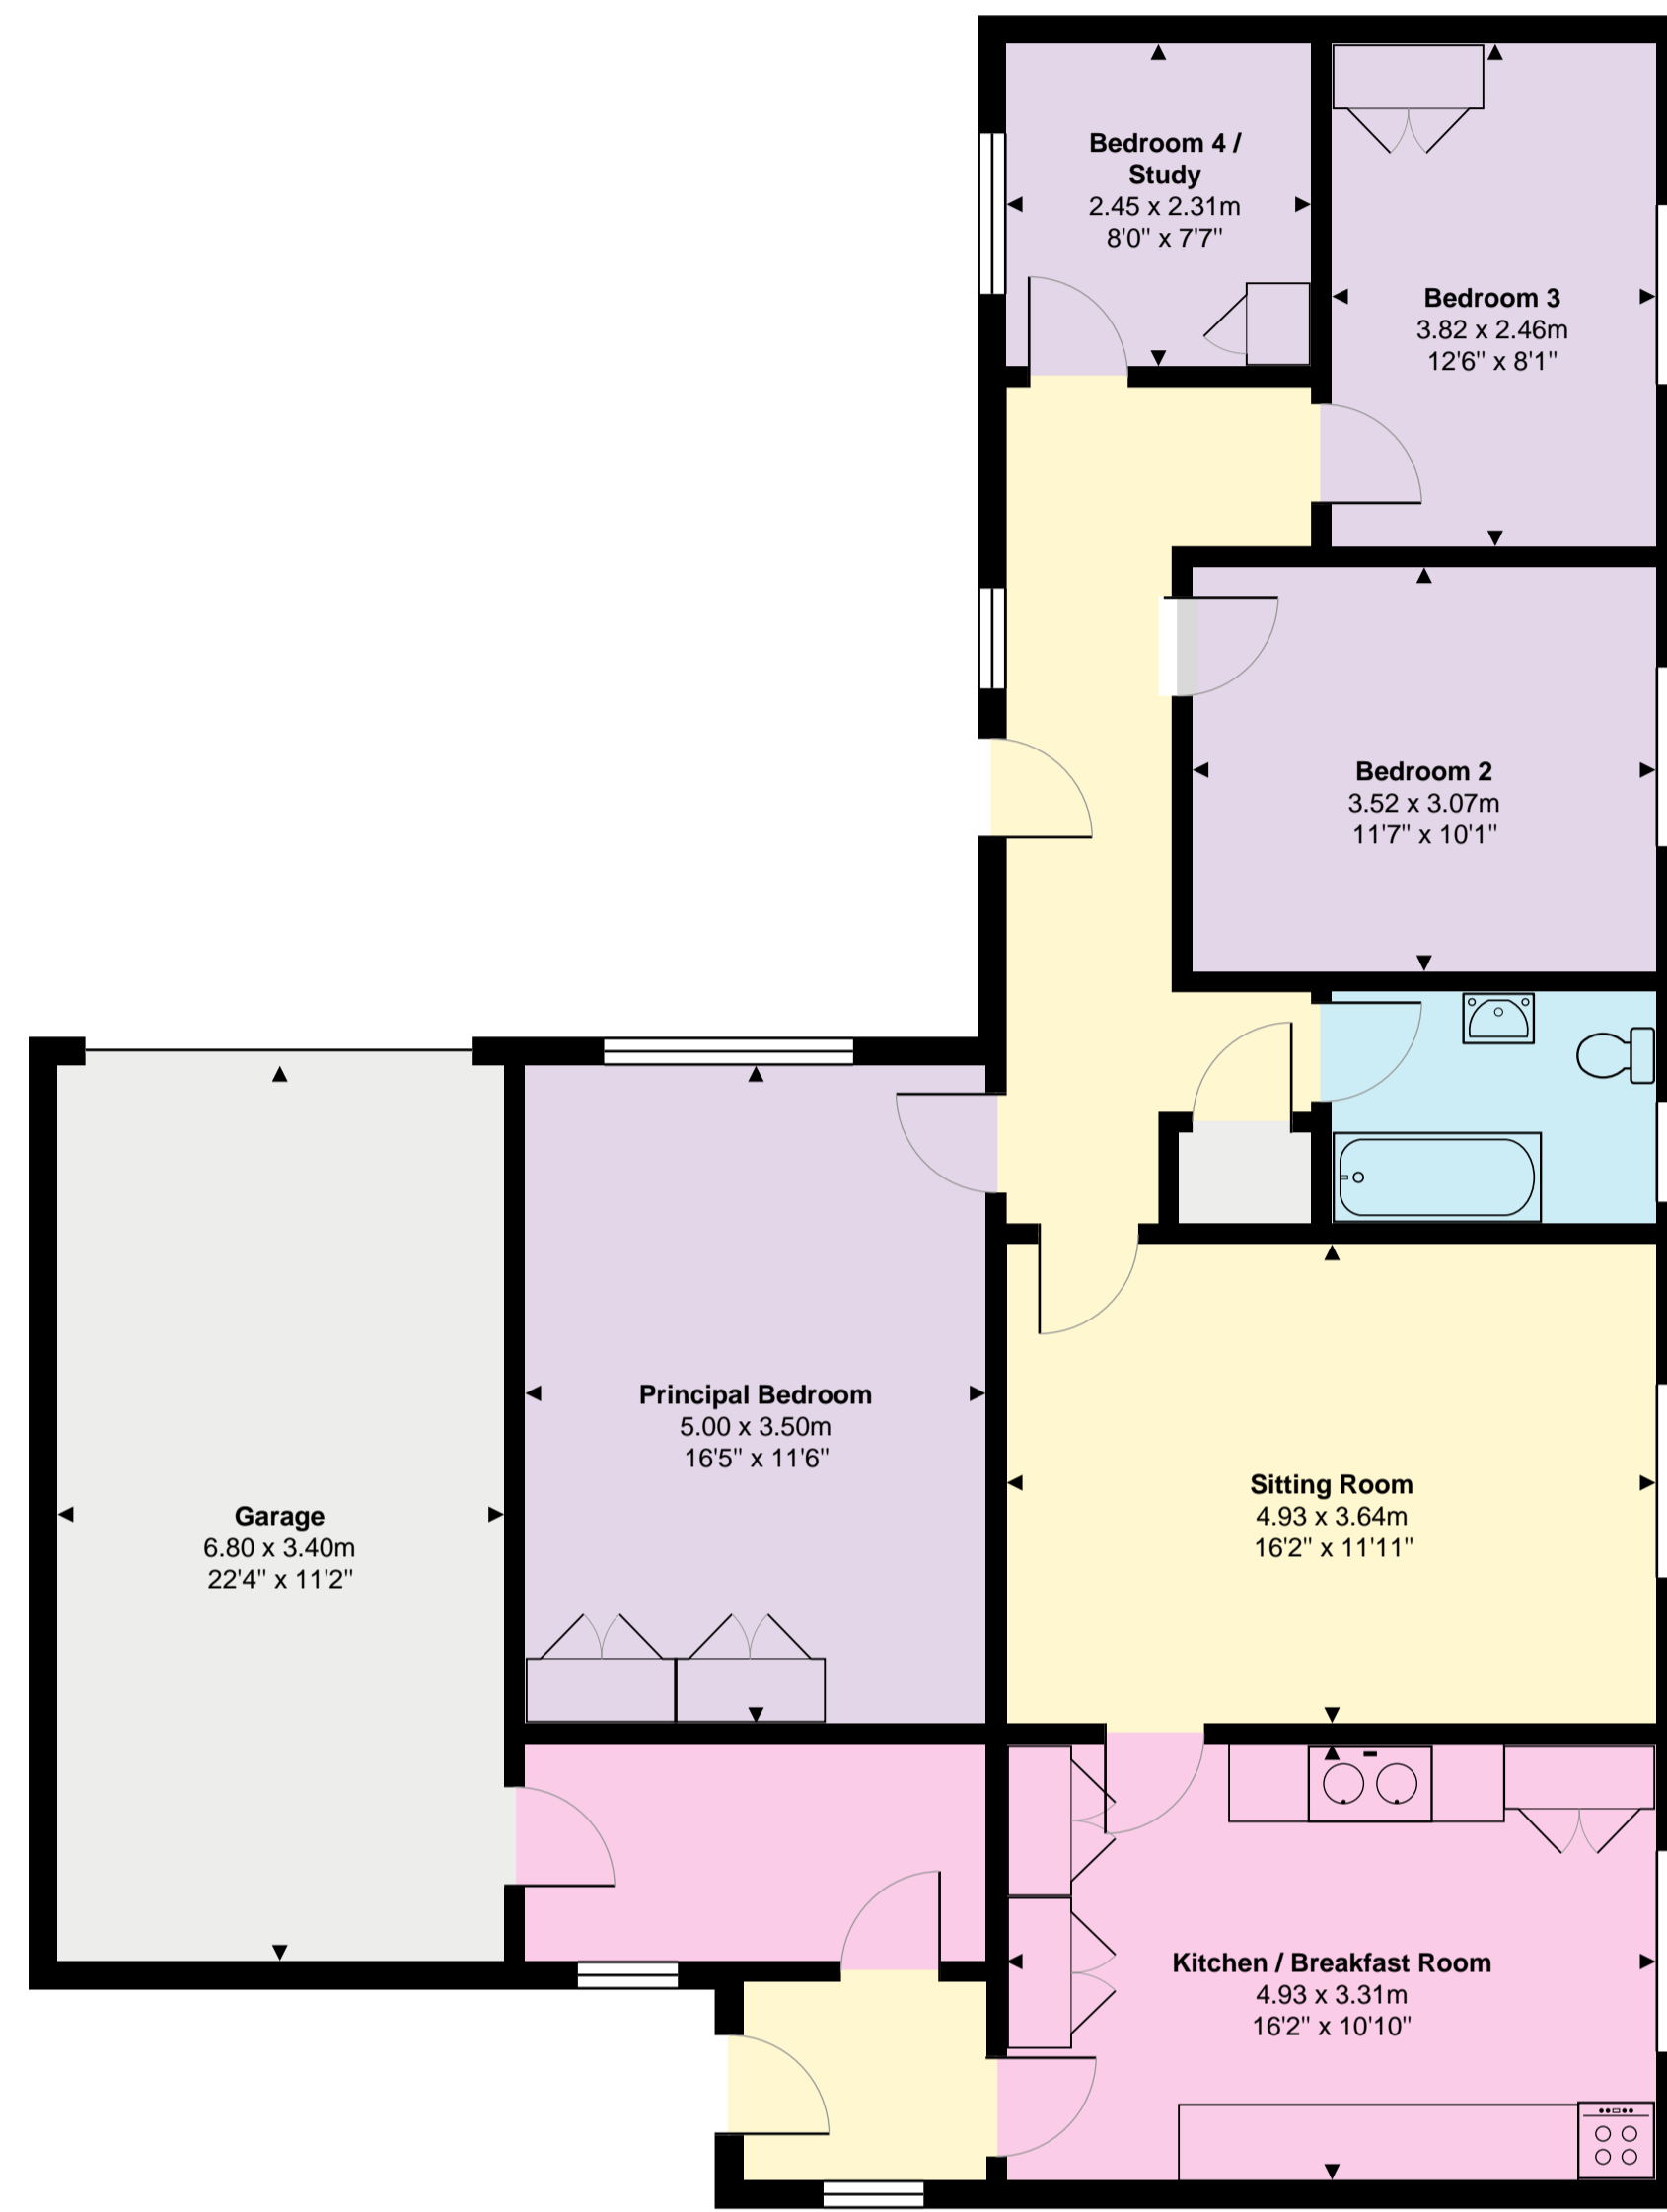 Bedroom 4 /
Study
2.45 x 2.31m
8'0" x 7'7"
Bedroom 3
3.82 x 2.46m
12'6" x 8'1"
Bedroom 2
3.52 x 3.07m
11'7" x 10'1"
Principal Bedroom
5.00 x 3.50m
16'5" x 11'6"
Sitting Room
4.93 x 3.64m
16'2" x 11'11"
Garage
6.80 x 3.40m
22'4" x 11'2"
Kitchen / Breakfast Room
4.93 x 3.31m
16'2" x 10'10"